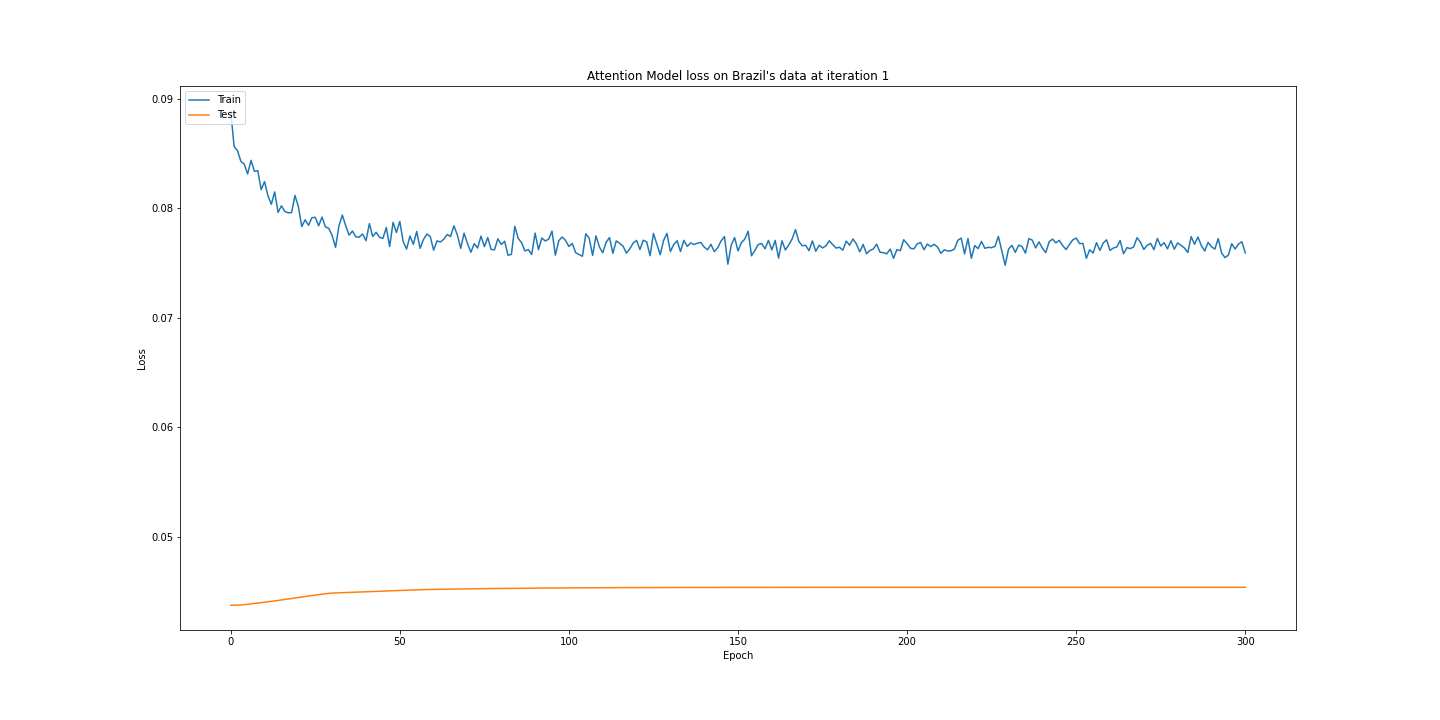 Attention Model loss on Brazil's data at iteration 1
Train
Test
0.09
0.08
0.07
0.06
0.05
Loss
0 50 100 150 200 250 300
Epoch